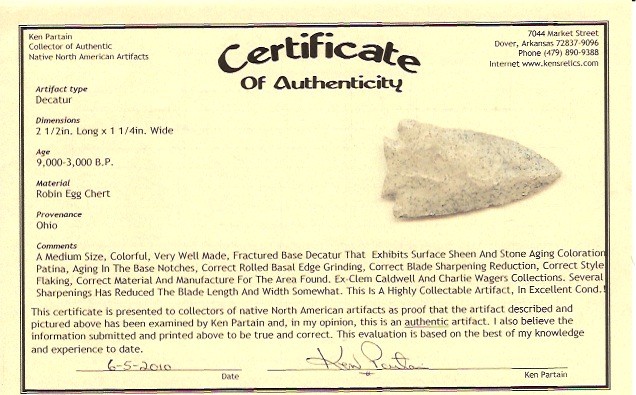 Ken Partain
Collector of Authentic
Native North American Artifacts
Certificate
Of Authenticity
7044 Market Street
Dover, Arkansas 72837-9096
Phone (479) 890-9388
Internet www.kensrelics.com
Artifact type
Decatur
Dimensions
2 1/2in. Long x 1 1/4in. Wide
Age
9,000-3,000 B.P.
Material
Robin Egg Chert
Provenance
Ohio
Comments
A Medium Size, Colorful, Very Well Made, Fractured Base Decatur That Exhibits Surface Sheen And Stone Aging Coloration
Patina, Aging In The Base Notches, Correct Rolled Basal Edge Grinding, Correct Blade Sharpening Reduction, Correct Style
Flaking, Correct Material And Manufacture For The Area Found. Ex-Clem Caldwell And Charlie Wagers Collections. Several
Sharpenings Has Reduced The Blade Length And Width Somewhat. This Is A Highly Collectable Artifact, In Excellent Cond.!
This certificate is presented to collectors of native North American artifacts as proof that the artifact described and
pictured above has been examined by Ken Partain and, in my opinion, this is an authentic artifact. I also believe the
information submitted and printed above to be true and correct. This evaluation is based on the best of my knowledge
and experience to date.
6-5-2010 Ken Partain
Date Ken Partain